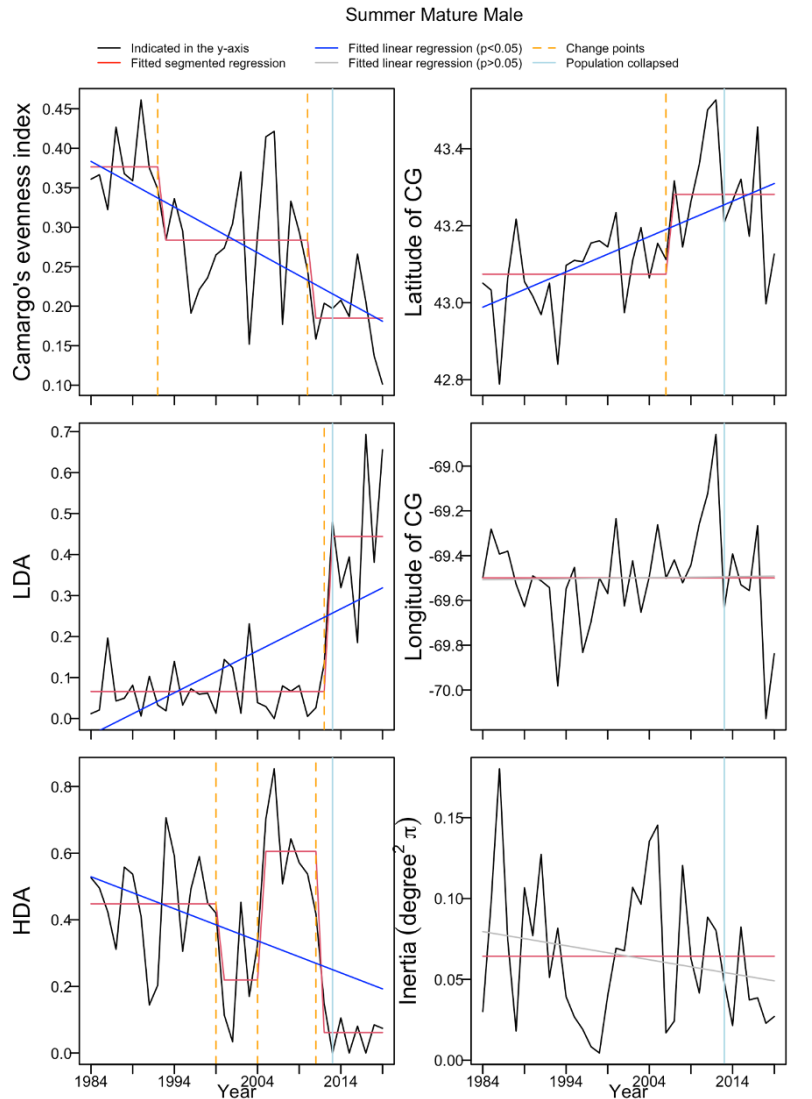 Summer Mature Male
Indicated in the y-axis
Fitted segmented regression
Fitted linear regression (p<0.05)
Fitted linear regression (p>0.05)
Change points
Population collapsed
Camargo's evenness index
0.45
0.40
0.35
0.30
0.25
0.20
0.15
0.10
Latitude of CG
43.4
43.2
43.0
42.8
LDA
0.7
0.6
0.5
0.4
0.3
0.2
0.1
0.0
Longitude of CG
-69.0
-69.2
-69.4
-69.6
-69.8
-70.0
HDA
0.8
0.6
0.4
0.2
0.0
1984 1994 2004 2014
Year
Inertia (degree² π)
0.15
0.10
0.05
0.00
1984 1994 2004 2014
Year